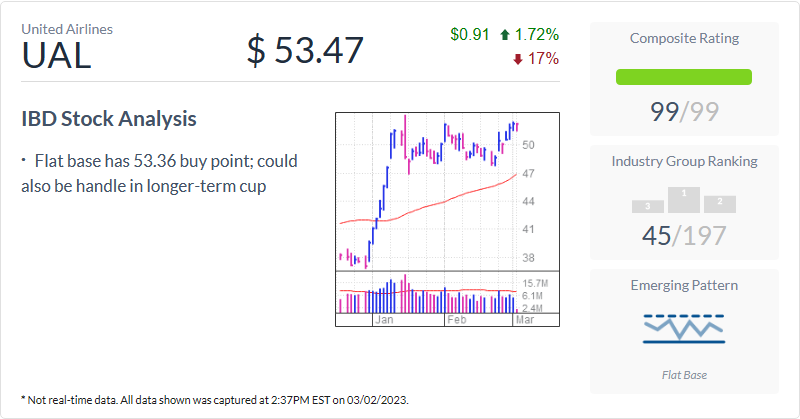 United Airlines
UAL
$ 53.47
$0.91 1.72%
17%
IBD Stock Analysis
· Flat base has 53.36 buy point; could
also be handle in longer-term cup
50
47
44
41
38
15.7M
6.1M
2.4M
Jan Feb Mar
Composite Rating
99/99
Industry Group Ranking
3 1 2
45/197
Emerging Pattern
Flat Base
* Not real-time data. All data shown was captured at 2:37PM EST on 03/02/2023.